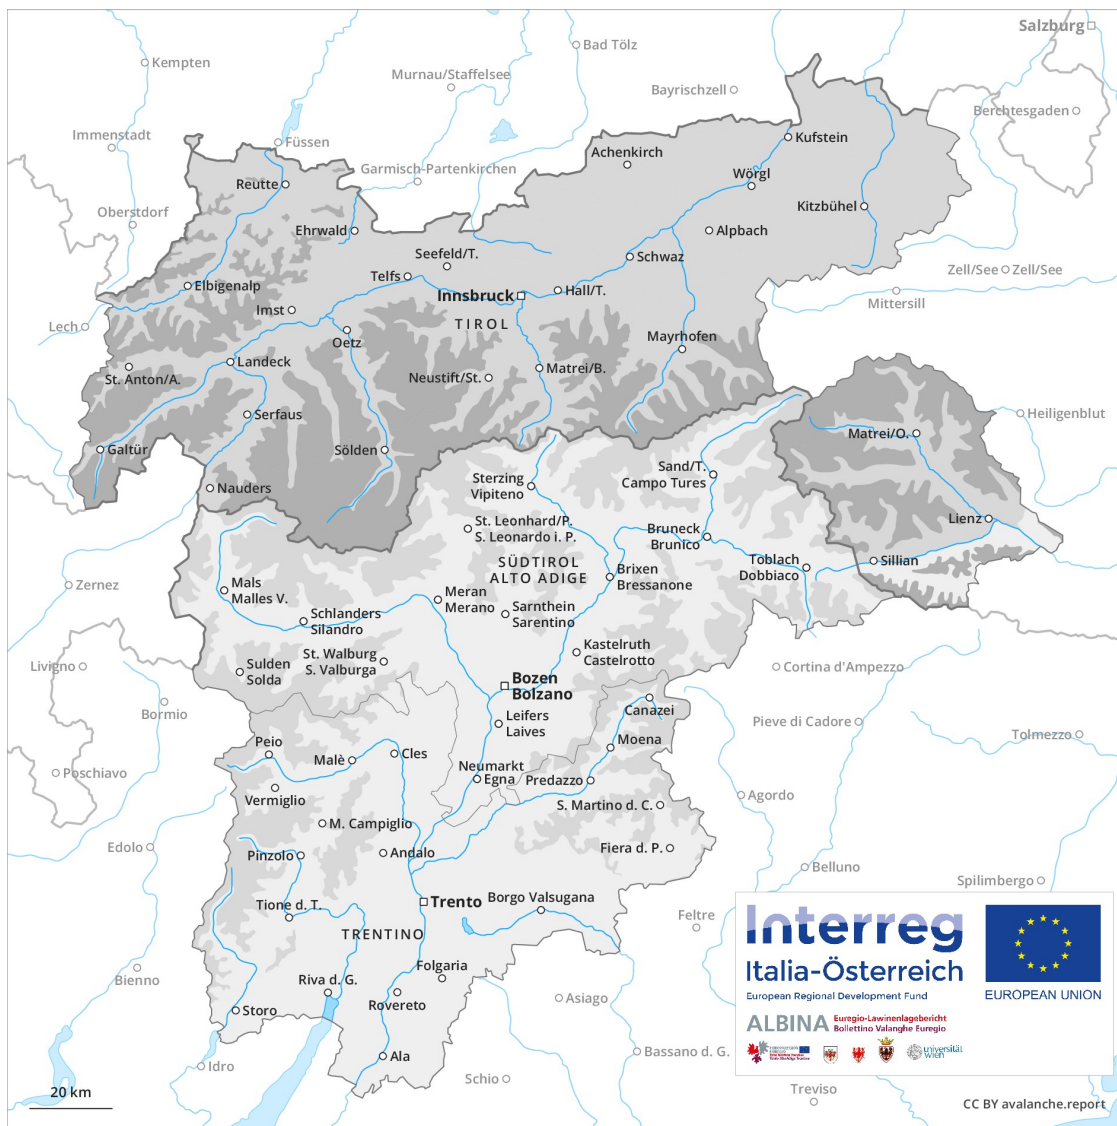 Salzburg
Bad Tölz
Kempten
Murnau/Staffelsee
Bayrischzell
Berchtesgaden
Immenstadt
Füssen
Kufstein
Achenkirch
Garmisch-Partenkirchen
Wörgl
Reutte
Oberstdorf
Kitzbühel
Ehrwald
Alpbach
Seefeld/T.
Schwaz
Telfs
Zell/See
Zell/See
Elbigenalp
Innsbruck
Hall/T.
Mittersill
Imst
TIROL
Lech
Oetz
Mayrhofen
Landeck
Matrei/B.
St. Anton/A.
Neustift/St.
Serfaus
Heiligenblut
Matrei/O.
Galtür
Sölden
Sand/T.
Campo Tures
Sterzing
Vipiteno
Nauders
Lienz
St. Leonhard/P.
S. Leonardo i. P.
Bruneck
Brunico
SÜDTIROL
ALTO ADIGE
Toblach
Dobbiaco
Sillian
Brixen
Bressanone
Zernez
Mals
Malles V.
Meran
Merano
Schlanders
Silandro
Sarnthein
Sarentino
Kastelruth
Castelrotto
St. Walburg
S. Valburga
Livigno
Sulden
Solda
Cortina d'Ampezzo
Bozen
Bolzano
Bormio
Canazei
Leifers
Laives
Pieve di Cadore
Tolmezzo
Moena
Peio
Malè
Cles
Poschiavo
Neumarkt
Egna
Predazzo
Vermiglio
Agordo
S. Martino d. C.
M. Campiglio
Edolo
Pinzolo
Andalo
Fiera d. P.
Belluno
Spilimbergo
Tione d. T.
Trento
Borgo Valsugana
Feltre
TRENTINO
Folgaria
Bienno
Riva d. G.
Rovereto
Asiago
Storo
Ala
Bassano d. G.
Idro
Schio
Treviso
20 km
Interreg
Italia-Österreich
European Regional Development Fund
EUROPEAN UNION
ALBINA
Euregio-Lawinenlagebericht
Bollettino Valanghe Euregio
universität
wien
CC BY avalanche.report